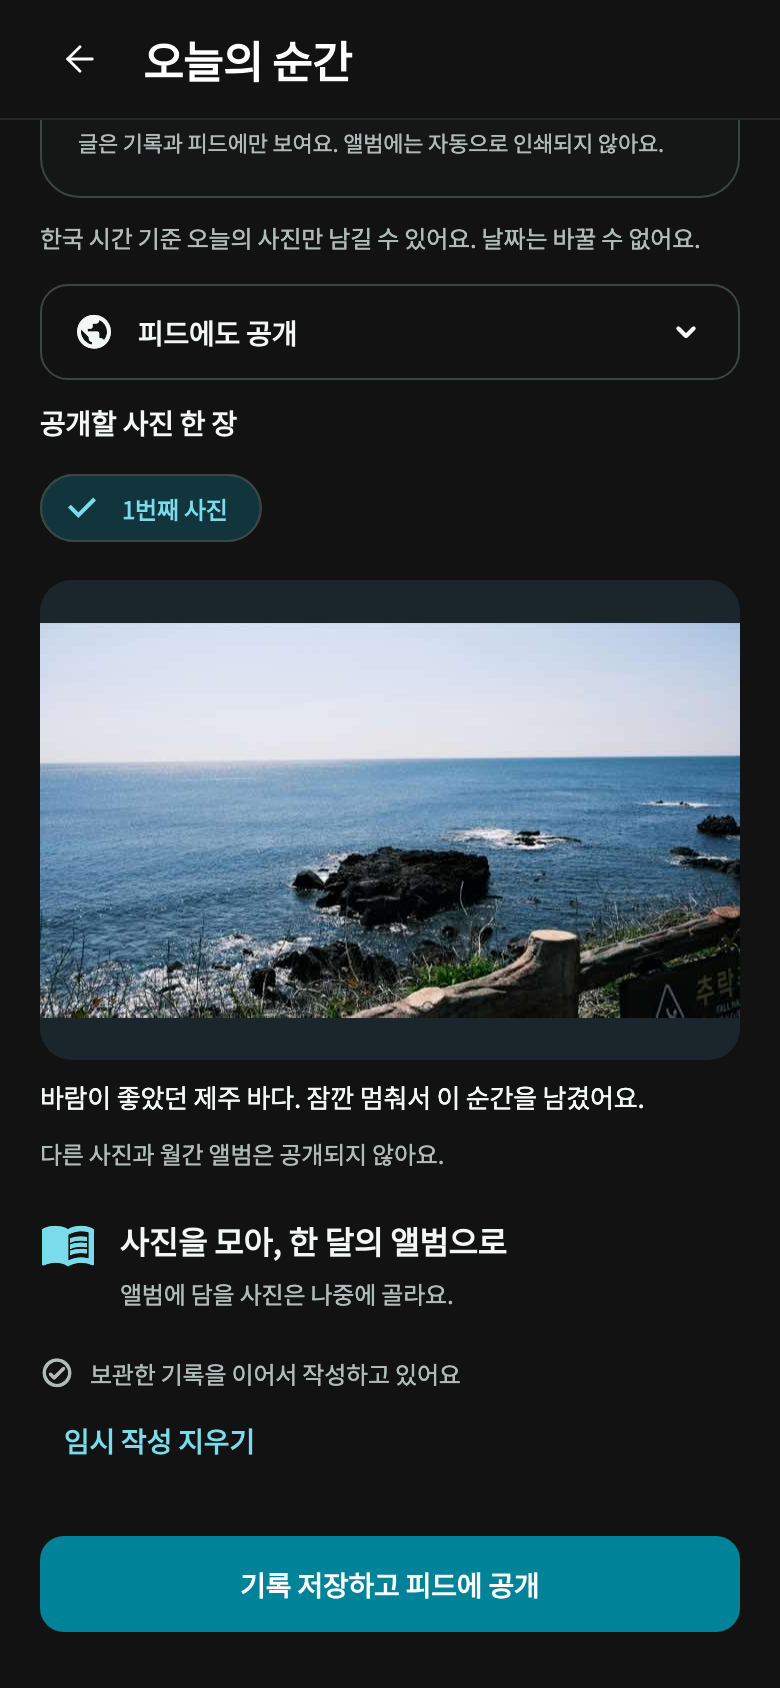 오늘의 순간
글은 기록과 피드에만 보여요. 앨범에는 자동으로 인쇄되지 않아요.
한국 시간 기준 오늘의 사진만 남길 수 있어요. 날짜는 바꿀 수 없어요.
피드에도 공개
공개할 사진 한 장
1번째 사진
추락
바람이 좋았던 제주 바다. 잠깐 멈춰서 이 순간을 남겼어요.
다른 사진과 월간 앨범은 공개되지 않아요.
사진을 모아, 한 달의 앨범으로
앨범에 담을 사진은 나중에 골라요.
보관한 기록을 이어서 작성하고 있어요
임시 작성 지우기
기록 저장하고 피드에 공개